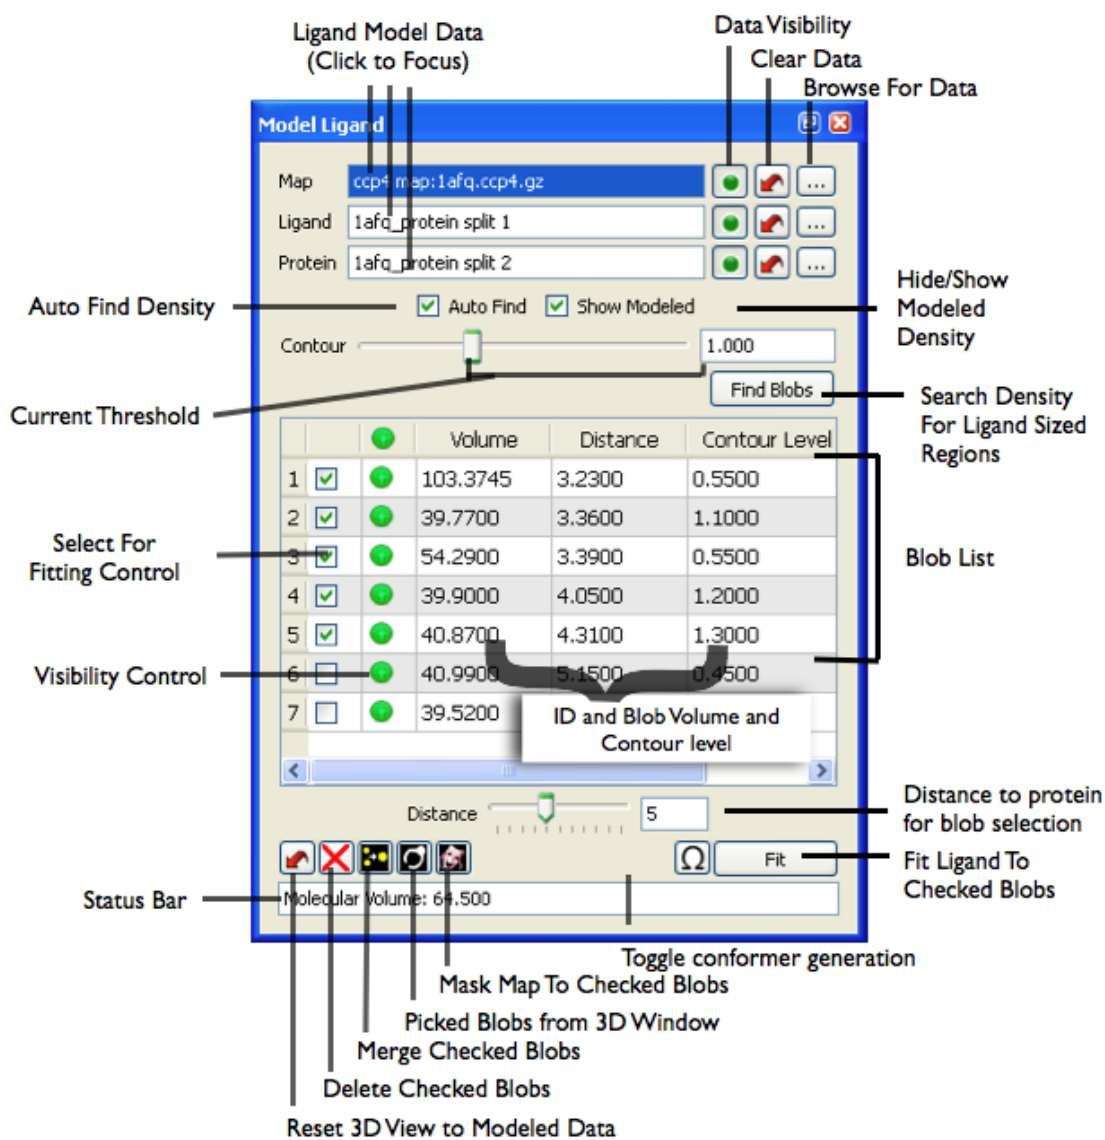 Ligand Model Data
(Click to Focus)
Data Visibility
Clear Data
Browse For Data
Model Ligand
Map ccp4 map:1afq.ccp4.gz ...
Ligand 1afq_protein split 1 ...
Protein 1afq_protein split 2 ...
Auto Find Density
Auto Find Show Modeled
Hide/Show
Modeled
Density
Contour 1.000
Current Threshold
Find Blobs
Search Density
For Ligand Sized
Regions
Volume Distance Contour Level
1 103.3745 3.2300 0.5500
2 39.7700 3.3600 1.1000
3 54.2900 3.3900 0.5500
4 39.9000 4.0500 1.2000
5 40.8700 4.3100 1.3000
6 40.9900 5.1500 0.4500
7 39.5200
Select For
Fitting Control
Blob List
Visibility Control
ID and Blob Volume and
Contour level
Distance 5
Distance to protein
for blob selection
Ω Fit
Fit Ligand To
Checked Blobs
Status Bar
Molecular Volume: 64.500
Toggle conformer generation
Mask Map To Checked Blobs
Picked Blobs from 3D Window
Merge Checked Blobs
Delete Checked Blobs
Reset 3D View to Modeled Data